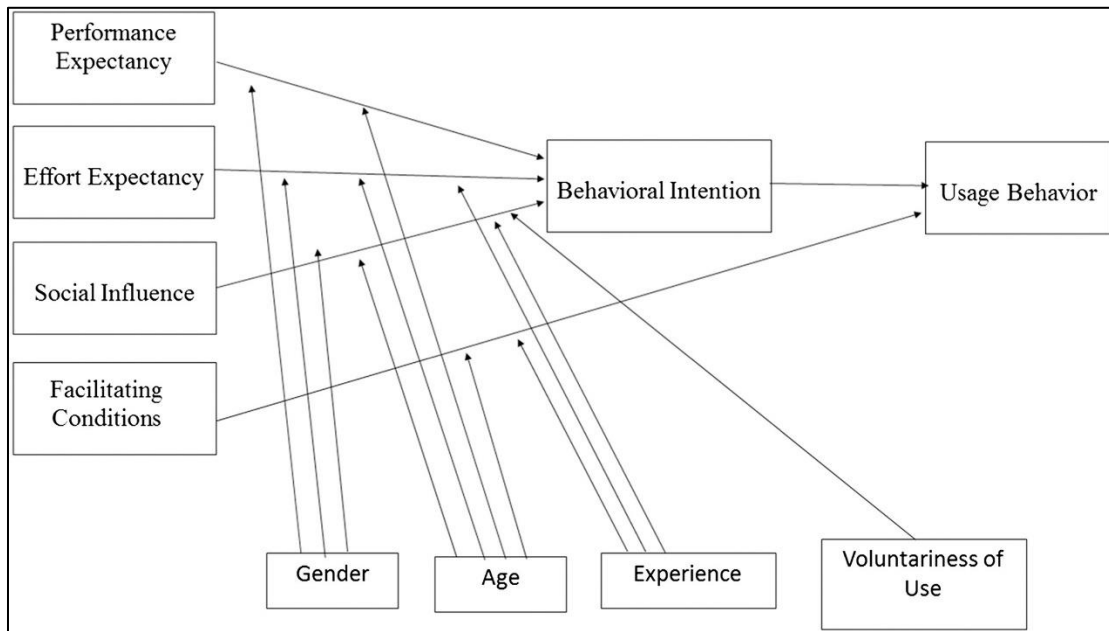 Performance
Expectancy
Effort Expectancy
Behavioral Intention
Usage Behavior
Social Influence
Facilitating
Conditions
Gender
Age
Experience
Voluntariness of
Use